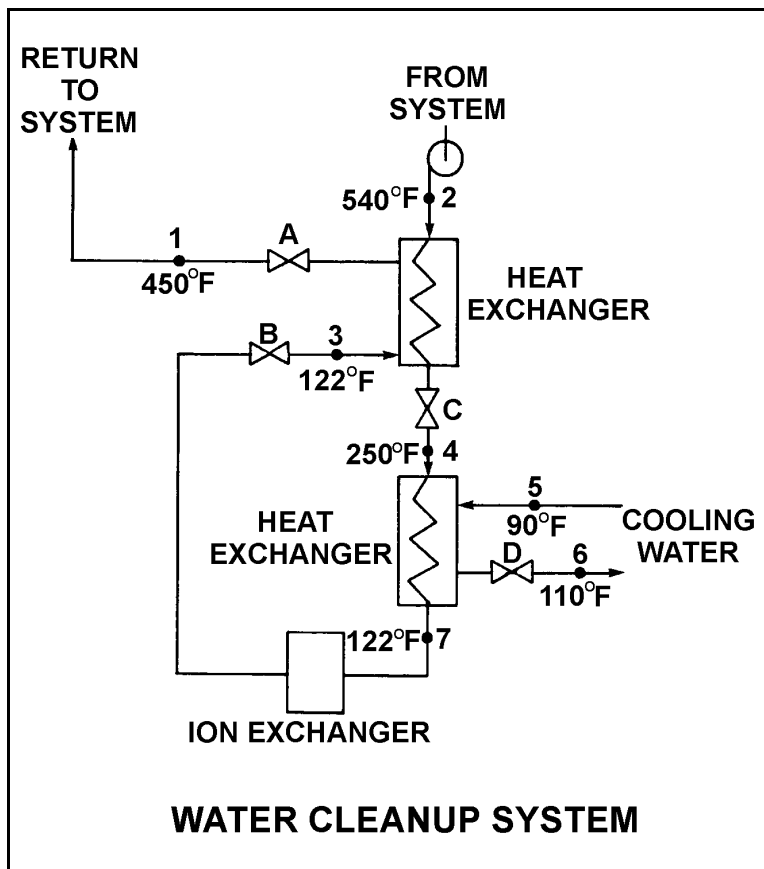 RETURN
TO
SYSTEM
FROM
SYSTEM
540°F 2
1
A
450°F
HEAT
EXCHANGER
B
3
122°F
C
250°F 4
HEAT
EXCHANGER
5
90°F
COOLING
WATER
D
6
110°F
122°F 7
ION EXCHANGER
WATER CLEANUP SYSTEM